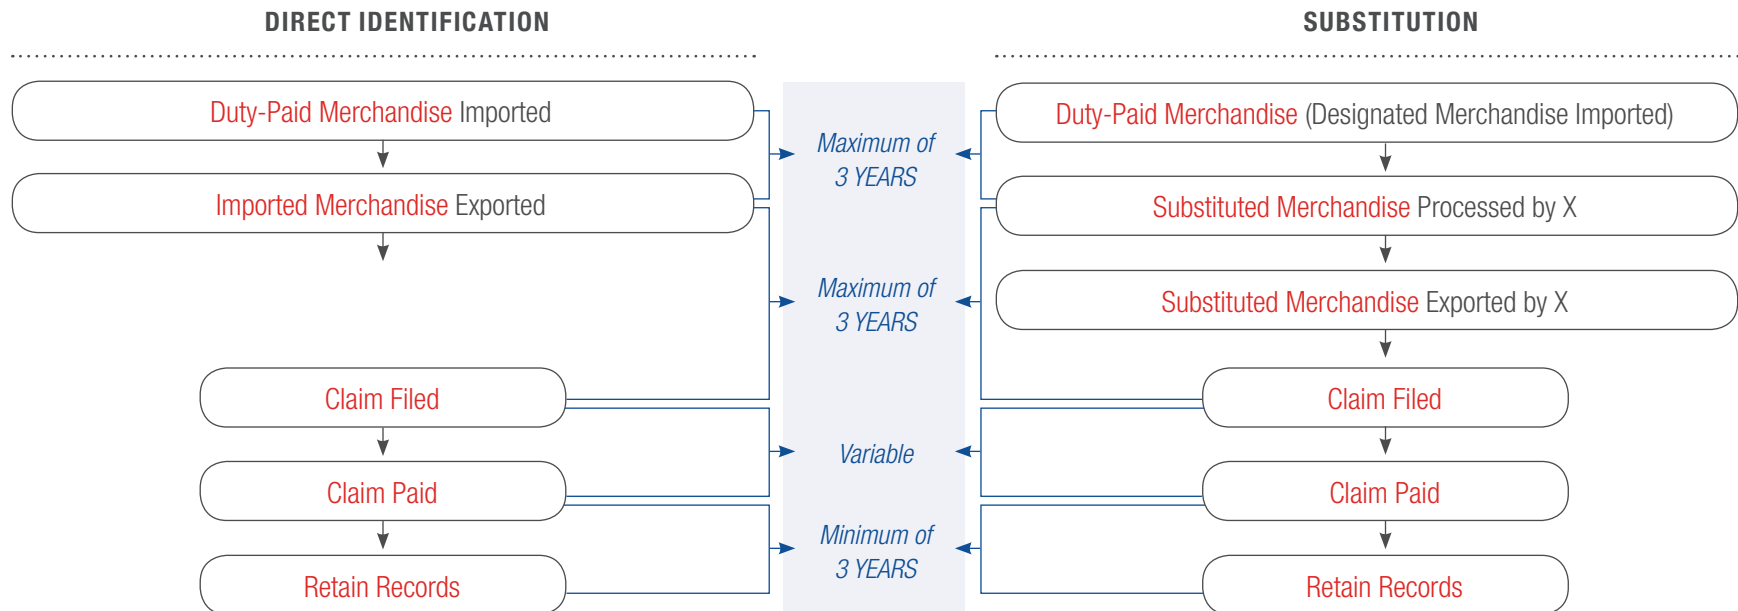 DIRECT IDENTIFICATION
SUBSTITUTION
Duty-Paid Merchandise Imported
Duty-Paid Merchandise (Designated Merchandise Imported)
Maximum of
3 YEARS
Imported Merchandise Exported
Substituted Merchandise Processed by X
Maximum of
3 YEARS
Substituted Merchandise Exported by X
Claim Filed
Claim Filed
Variable
Claim Paid
Claim Paid
Minimum of
3 YEARS
Retain Records
Retain Records